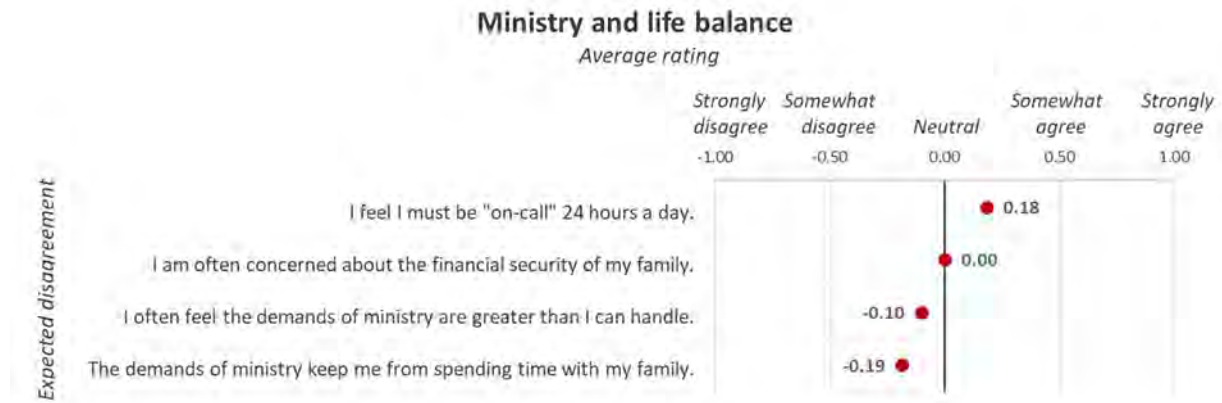 Ministry and life balance
Average rating
Strongly disagree
Somewhat disagree
Neutral
Somewhat agree
Strongly agree
-1.00 -0.50 0.00 0.50 1.00
Expected disagreement
I feel I must be "on-call" 24 hours a day. 0.18
I am often concerned about the financial security of my family. 0.00
I often feel the demands of ministry are greater than I can handle. -0.10
The demands of ministry keep me from spending time with my family. -0.19